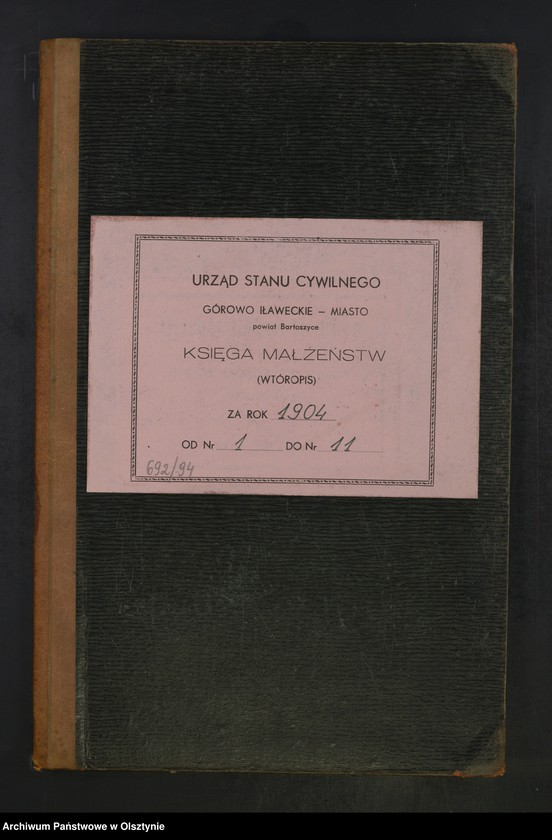 URZĄD STANU CYWILNEGO
GÓROWO IŁAWECKIE – MIASTO
powiat Bartoszyce
KSIĘGA MAŁŻEŃSTW
(WTÓROPIS)
ZA ROK 1904
OD Nr 1 DO Nr 11
692/94
Archiwum Państwowe w Olsztynie